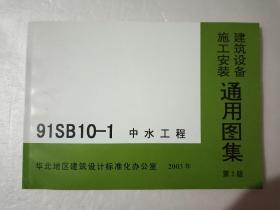 建筑设备
施工安装
通用图集
第2版
91SB10-1 中水工程
华北地区建筑设计标准化办公室 2003年